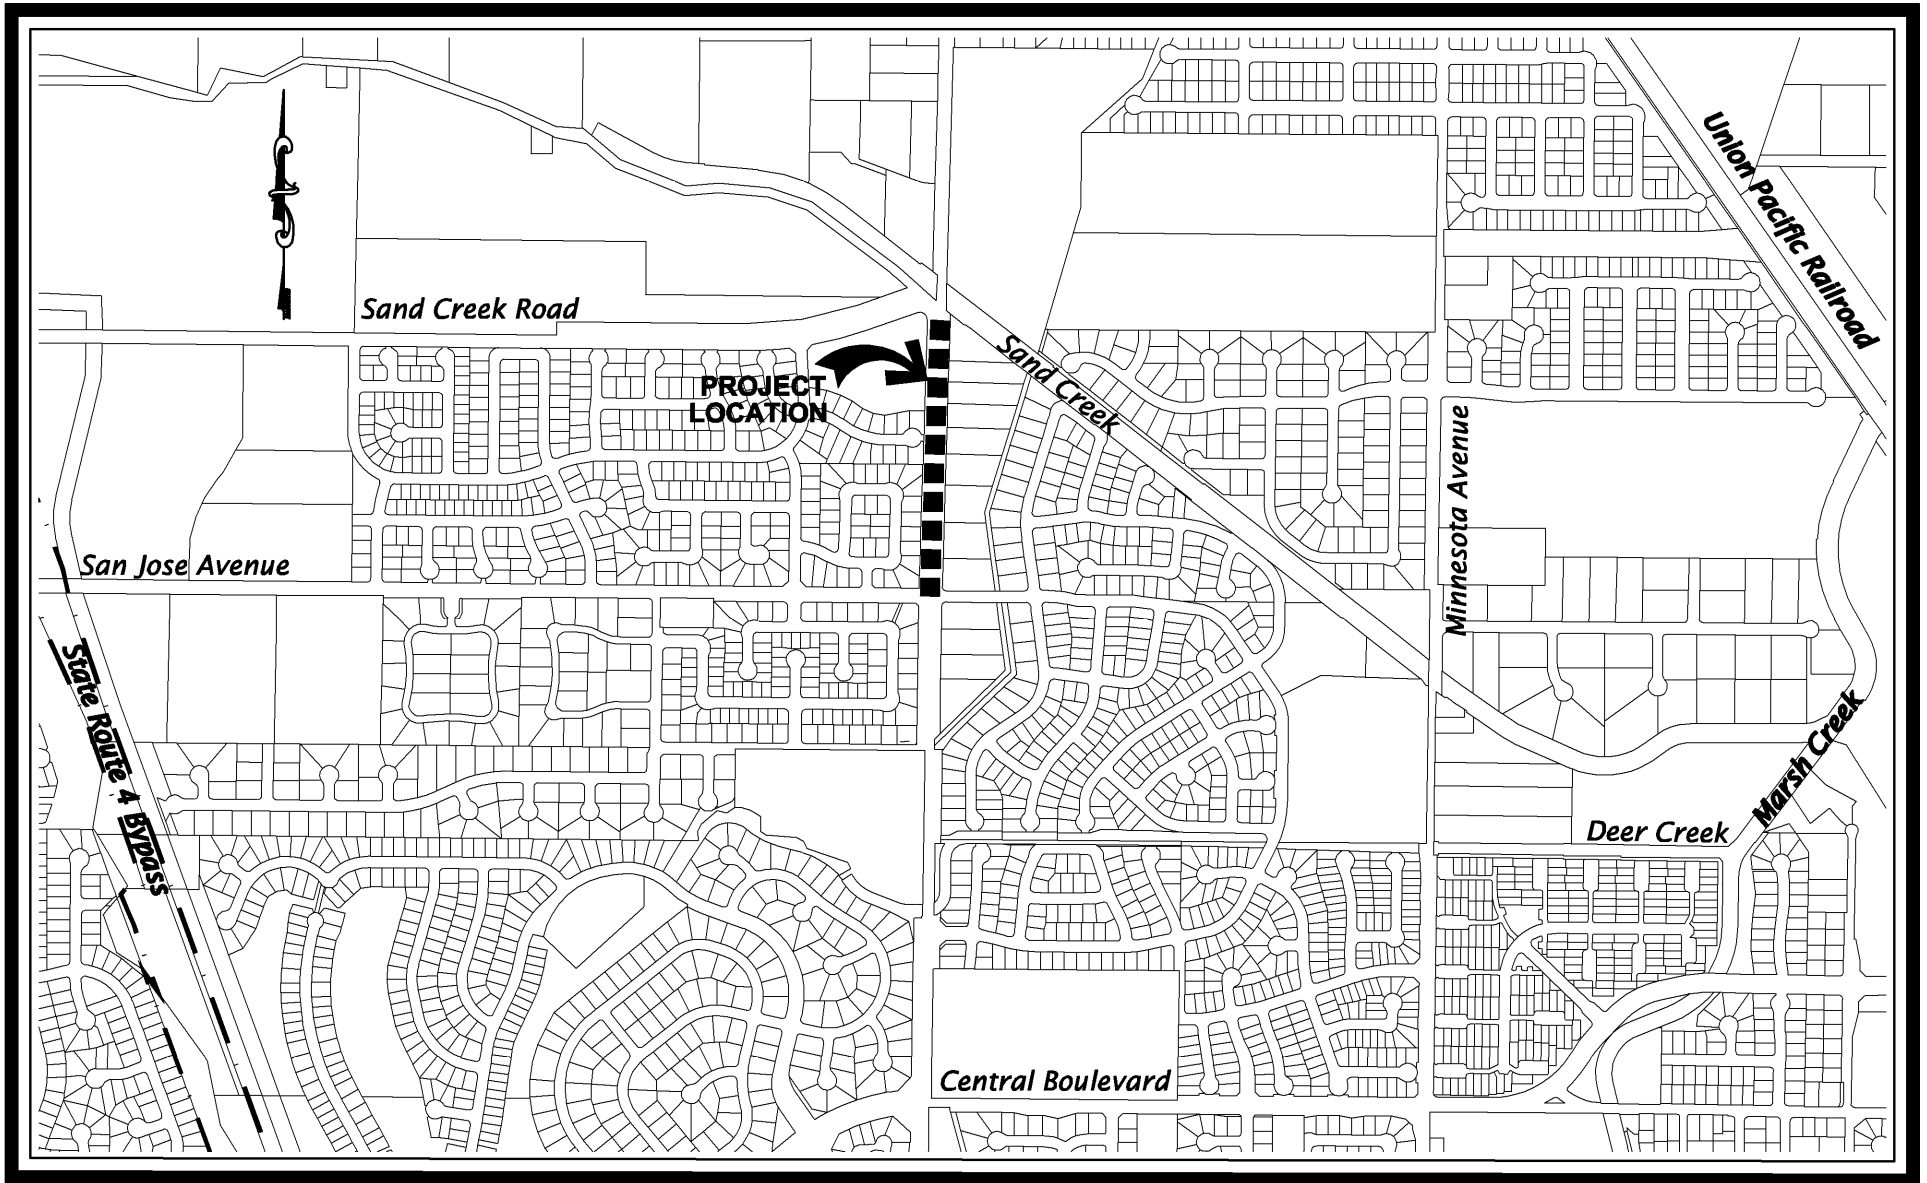 Union Pacific Railroad
Sand Creek Road
Sand Creek
PROJECT
LOCATION
Minnesota Avenue
San Jose Avenue
State Route 4 Bypass
Marsh Creek
Deer Creek
Central Boulevard